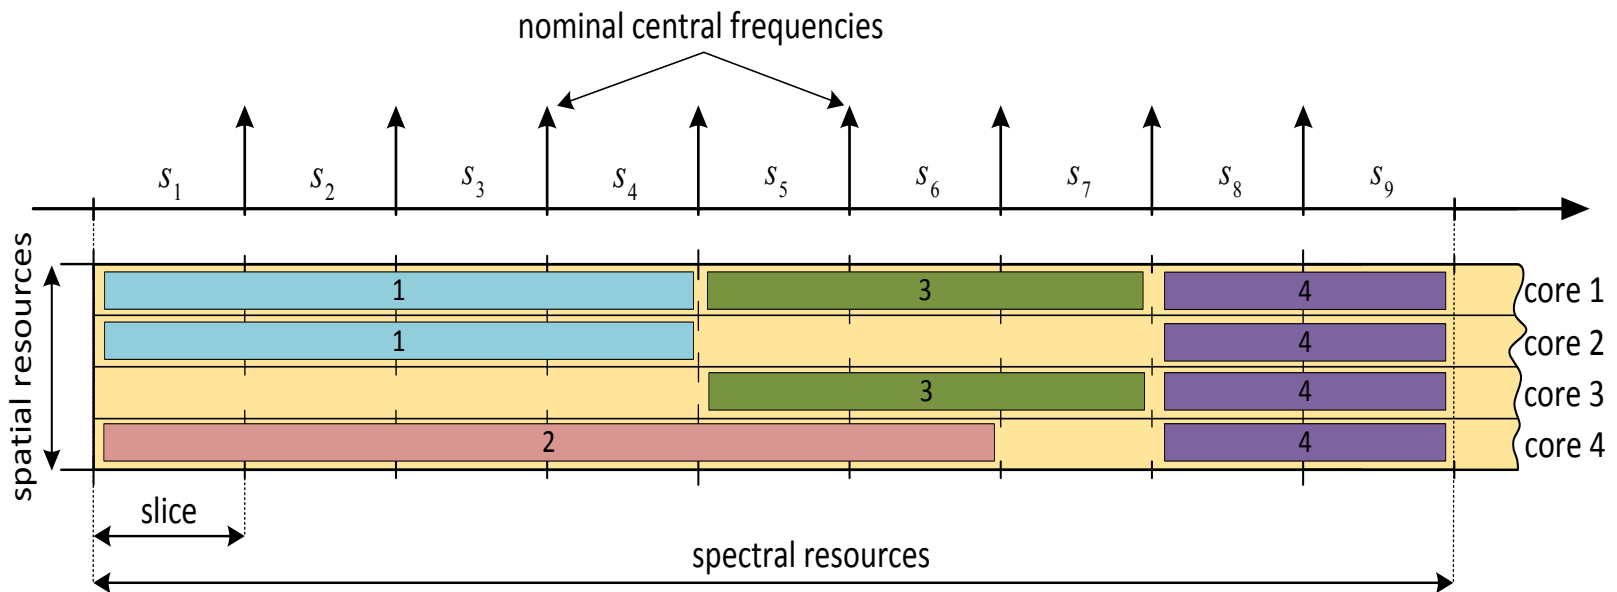 nominal central frequencies
s1 s2 s3 s4 s5 s6 s7 s8 s9
spatial resources
1 3 4 core 1
1 4 core 2
3 4 core 3
2 4 core 4
slice
spectral resources